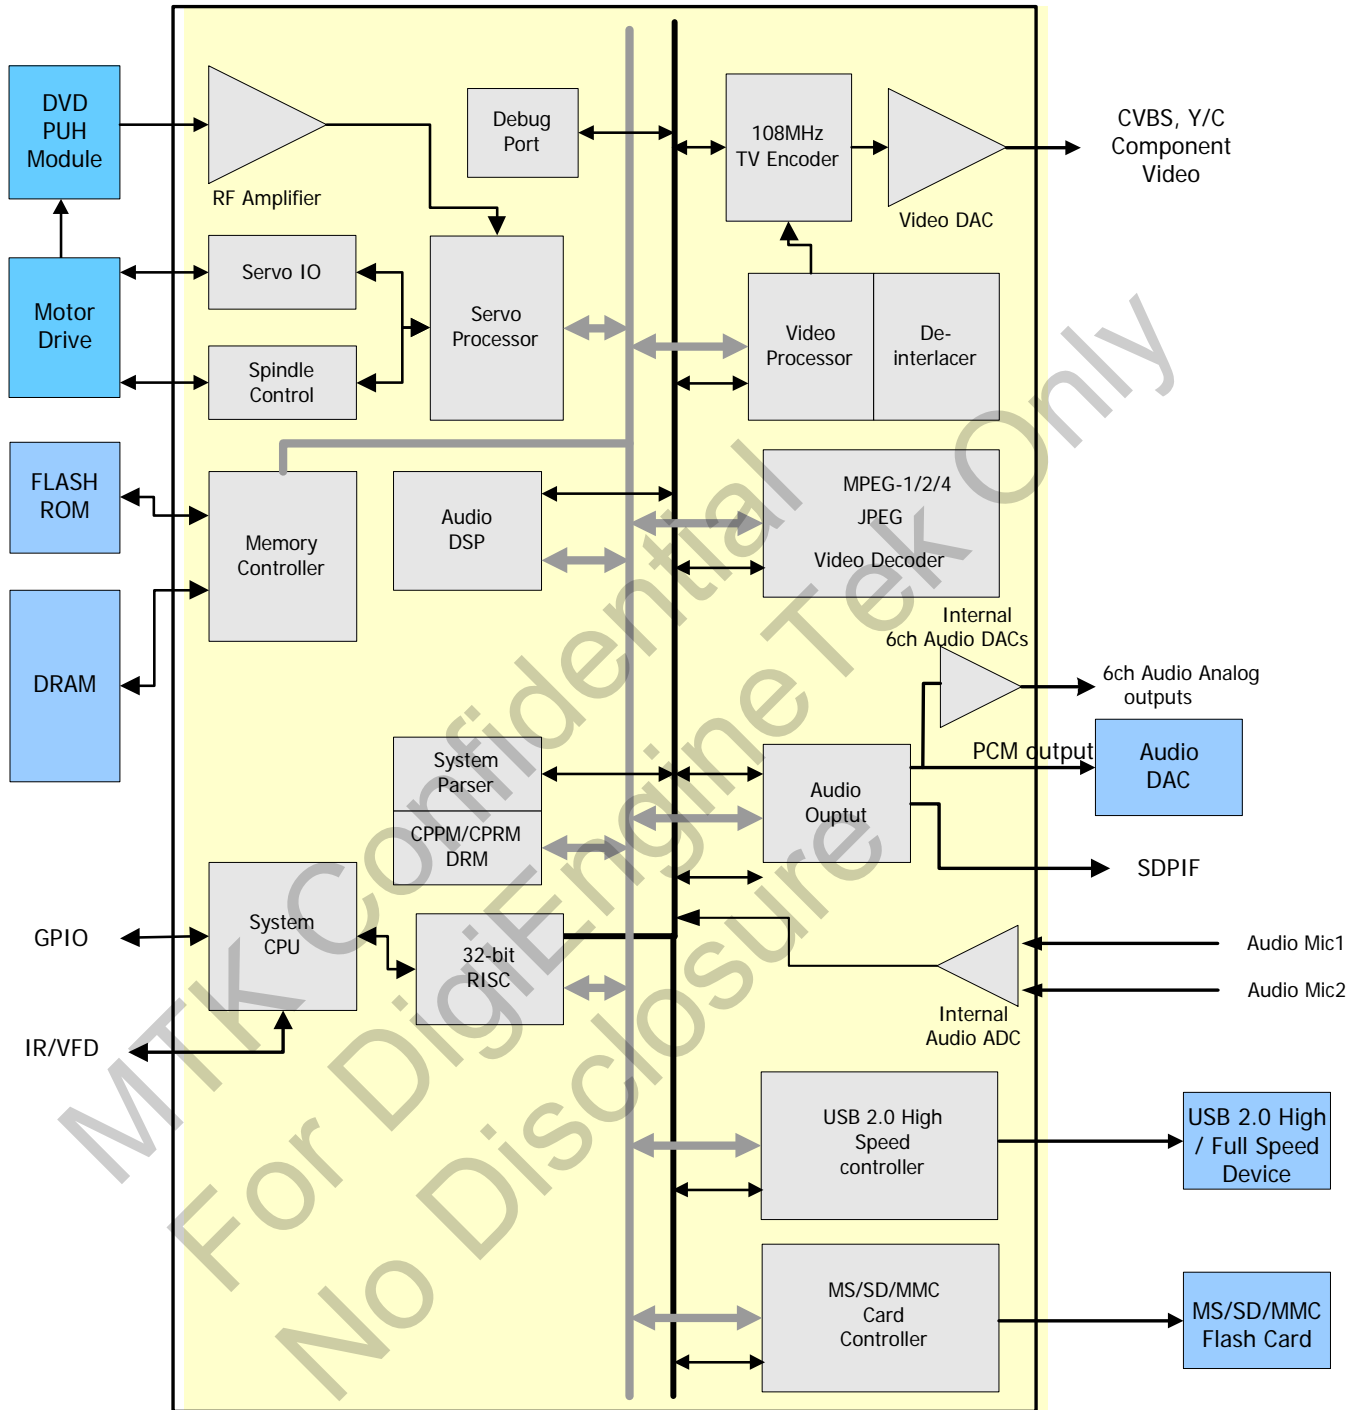 DVD
PUH
Module
RF Amplifier
Debug
Port
108MHz
TV Encoder
Video DAC
CVBS, Y/C
Component
Video
Motor
Drive
Servo IO
Spindle
Control
Servo
Processor
Video
Processor
De-
interlacer
FLASH
ROM
Memory
Controller
Audio
DSP
MPEG-1/2/4
JPEG
Video Decoder
DRAM
Internal
6ch Audio DACs
6ch Audio Analog
outputs
System
Parser
CPPM/CPRM
DRM
Audio
Ouptut
PCM output
Audio
DAC
SDPIF
GPIO
System
CPU
32-bit
RISC
IR/VFD
Internal
Audio ADC
Audio Mic1
Audio Mic2
USB 2.0 High
Speed
controller
USB 2.0 High
/ Full Speed
Device
MS/SD/MMC
Card
Controller
MS/SD/MMC
Flash Card
MTK Confidential
For DigiEngineTek Only
No Disclosure